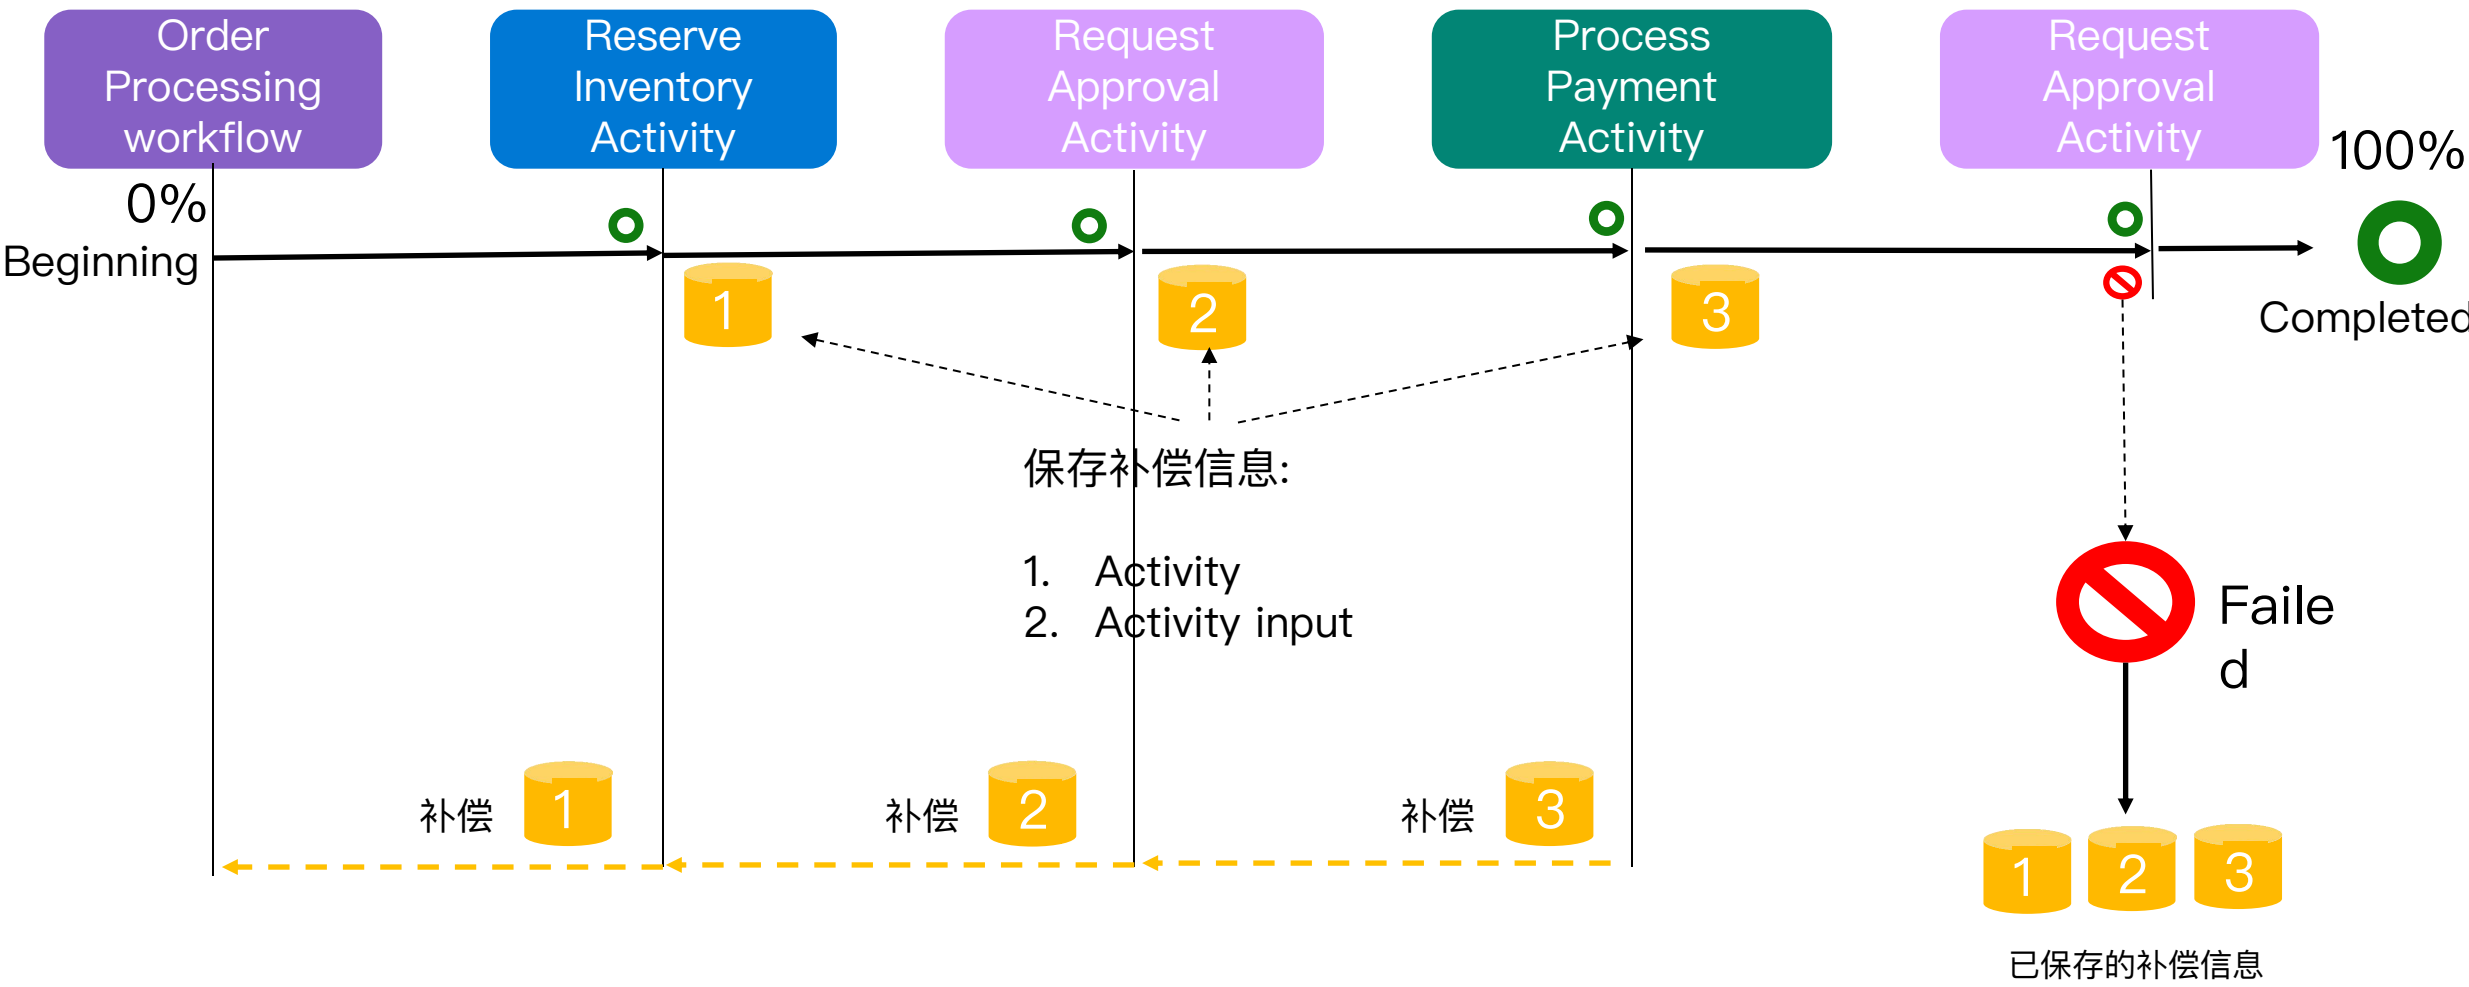 Order
Processing
workflow
Reserve
Inventory
Activity
Request
Approval
Activity
Process
Payment
Activity
Request
Approval
Activity
100%
0%
Beginning
1
2
3
Completed
保存补偿信息:
1. Activity
2. Activity input
Faile
d
补偿
1
补偿
2
补偿
3
1
2
3
已保存的补偿信息